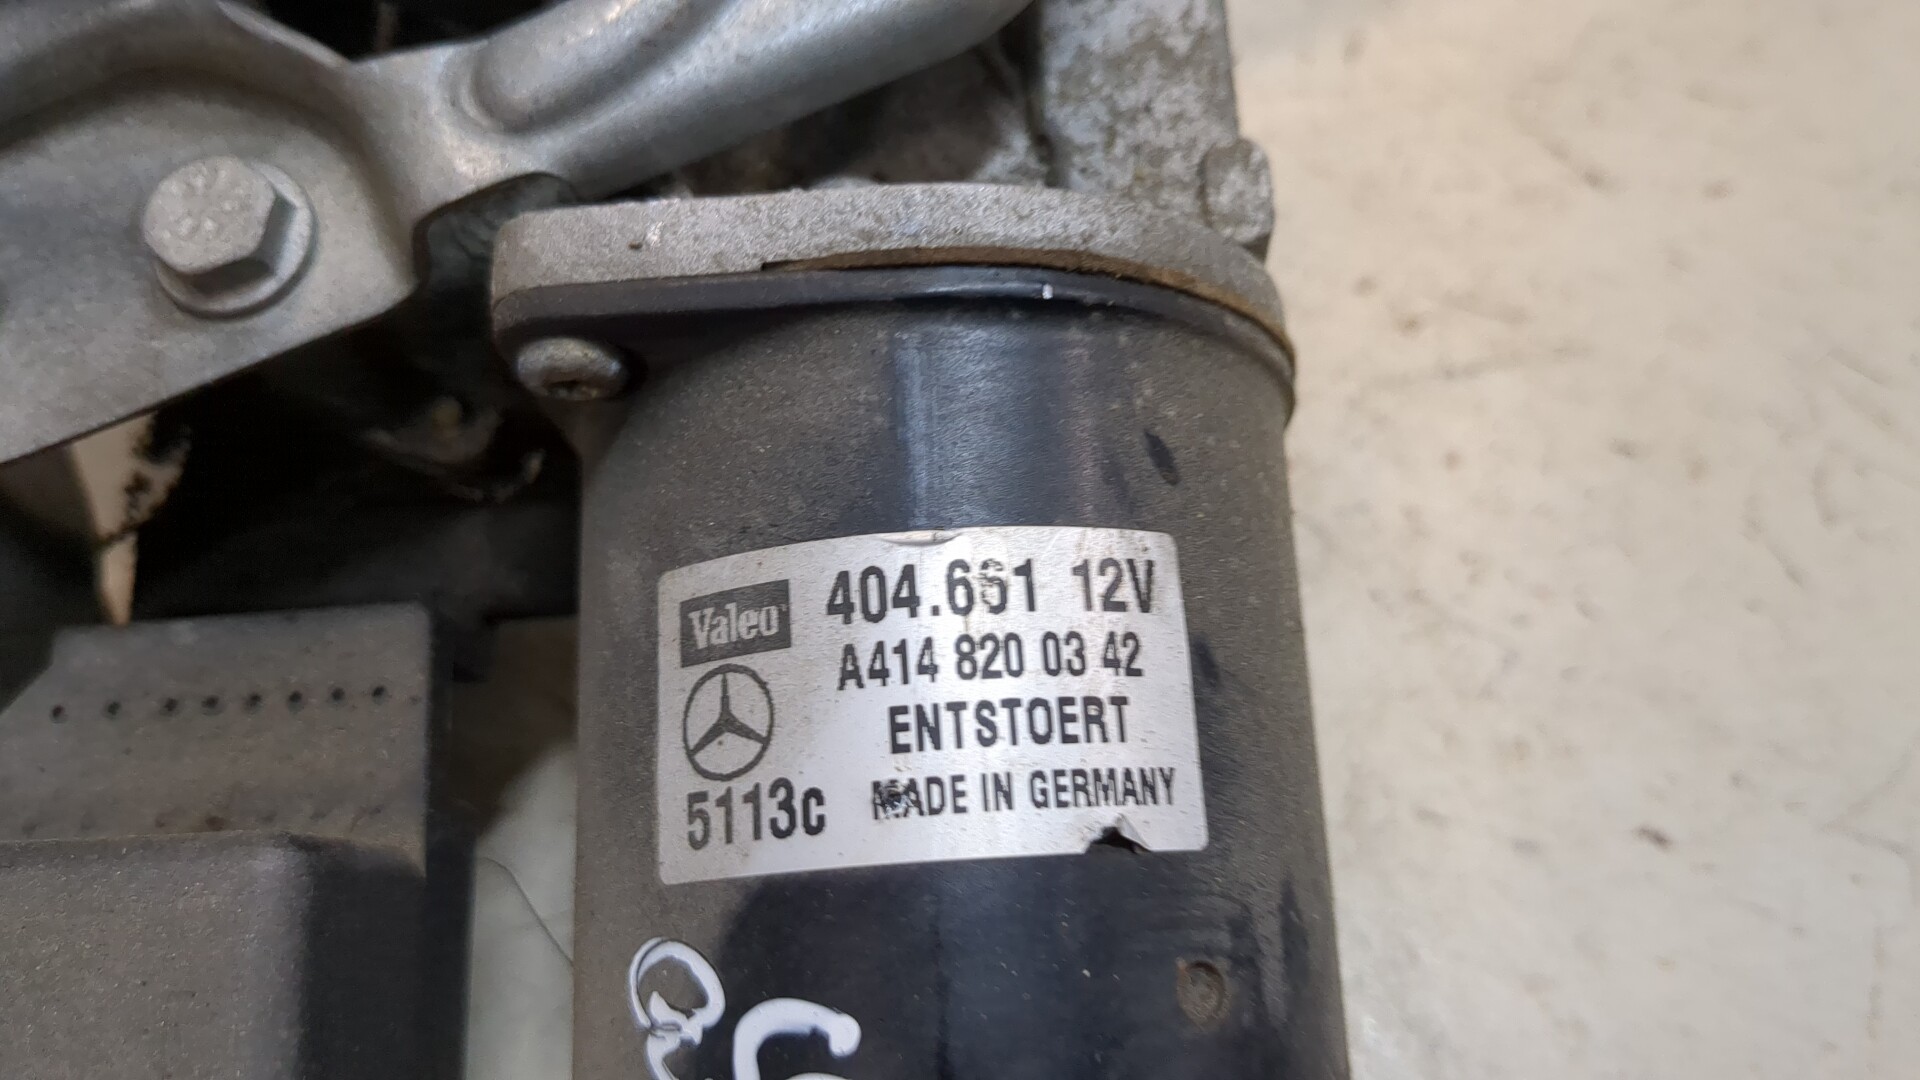 Valeo 404.661 12V
A414 820 03 42
ENTSTOERT
5113c MADE IN GERMANY